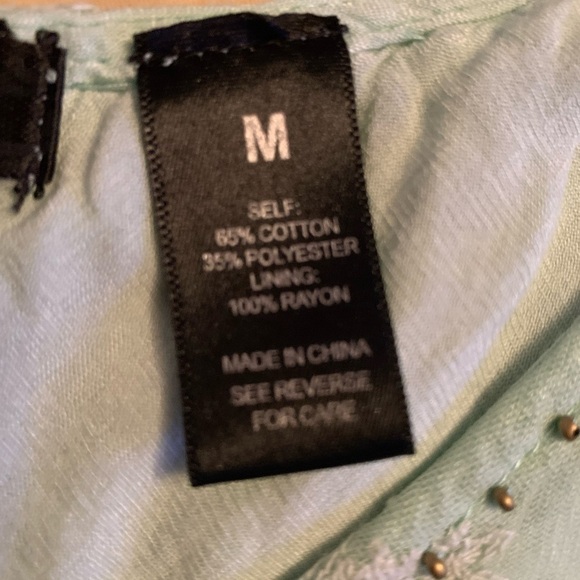 M
SELF:
65% COTTON
35% POLYESTER
LINING:
100% RAYON
MADE IN CHINA
SEE REVERSE
FOR CARE